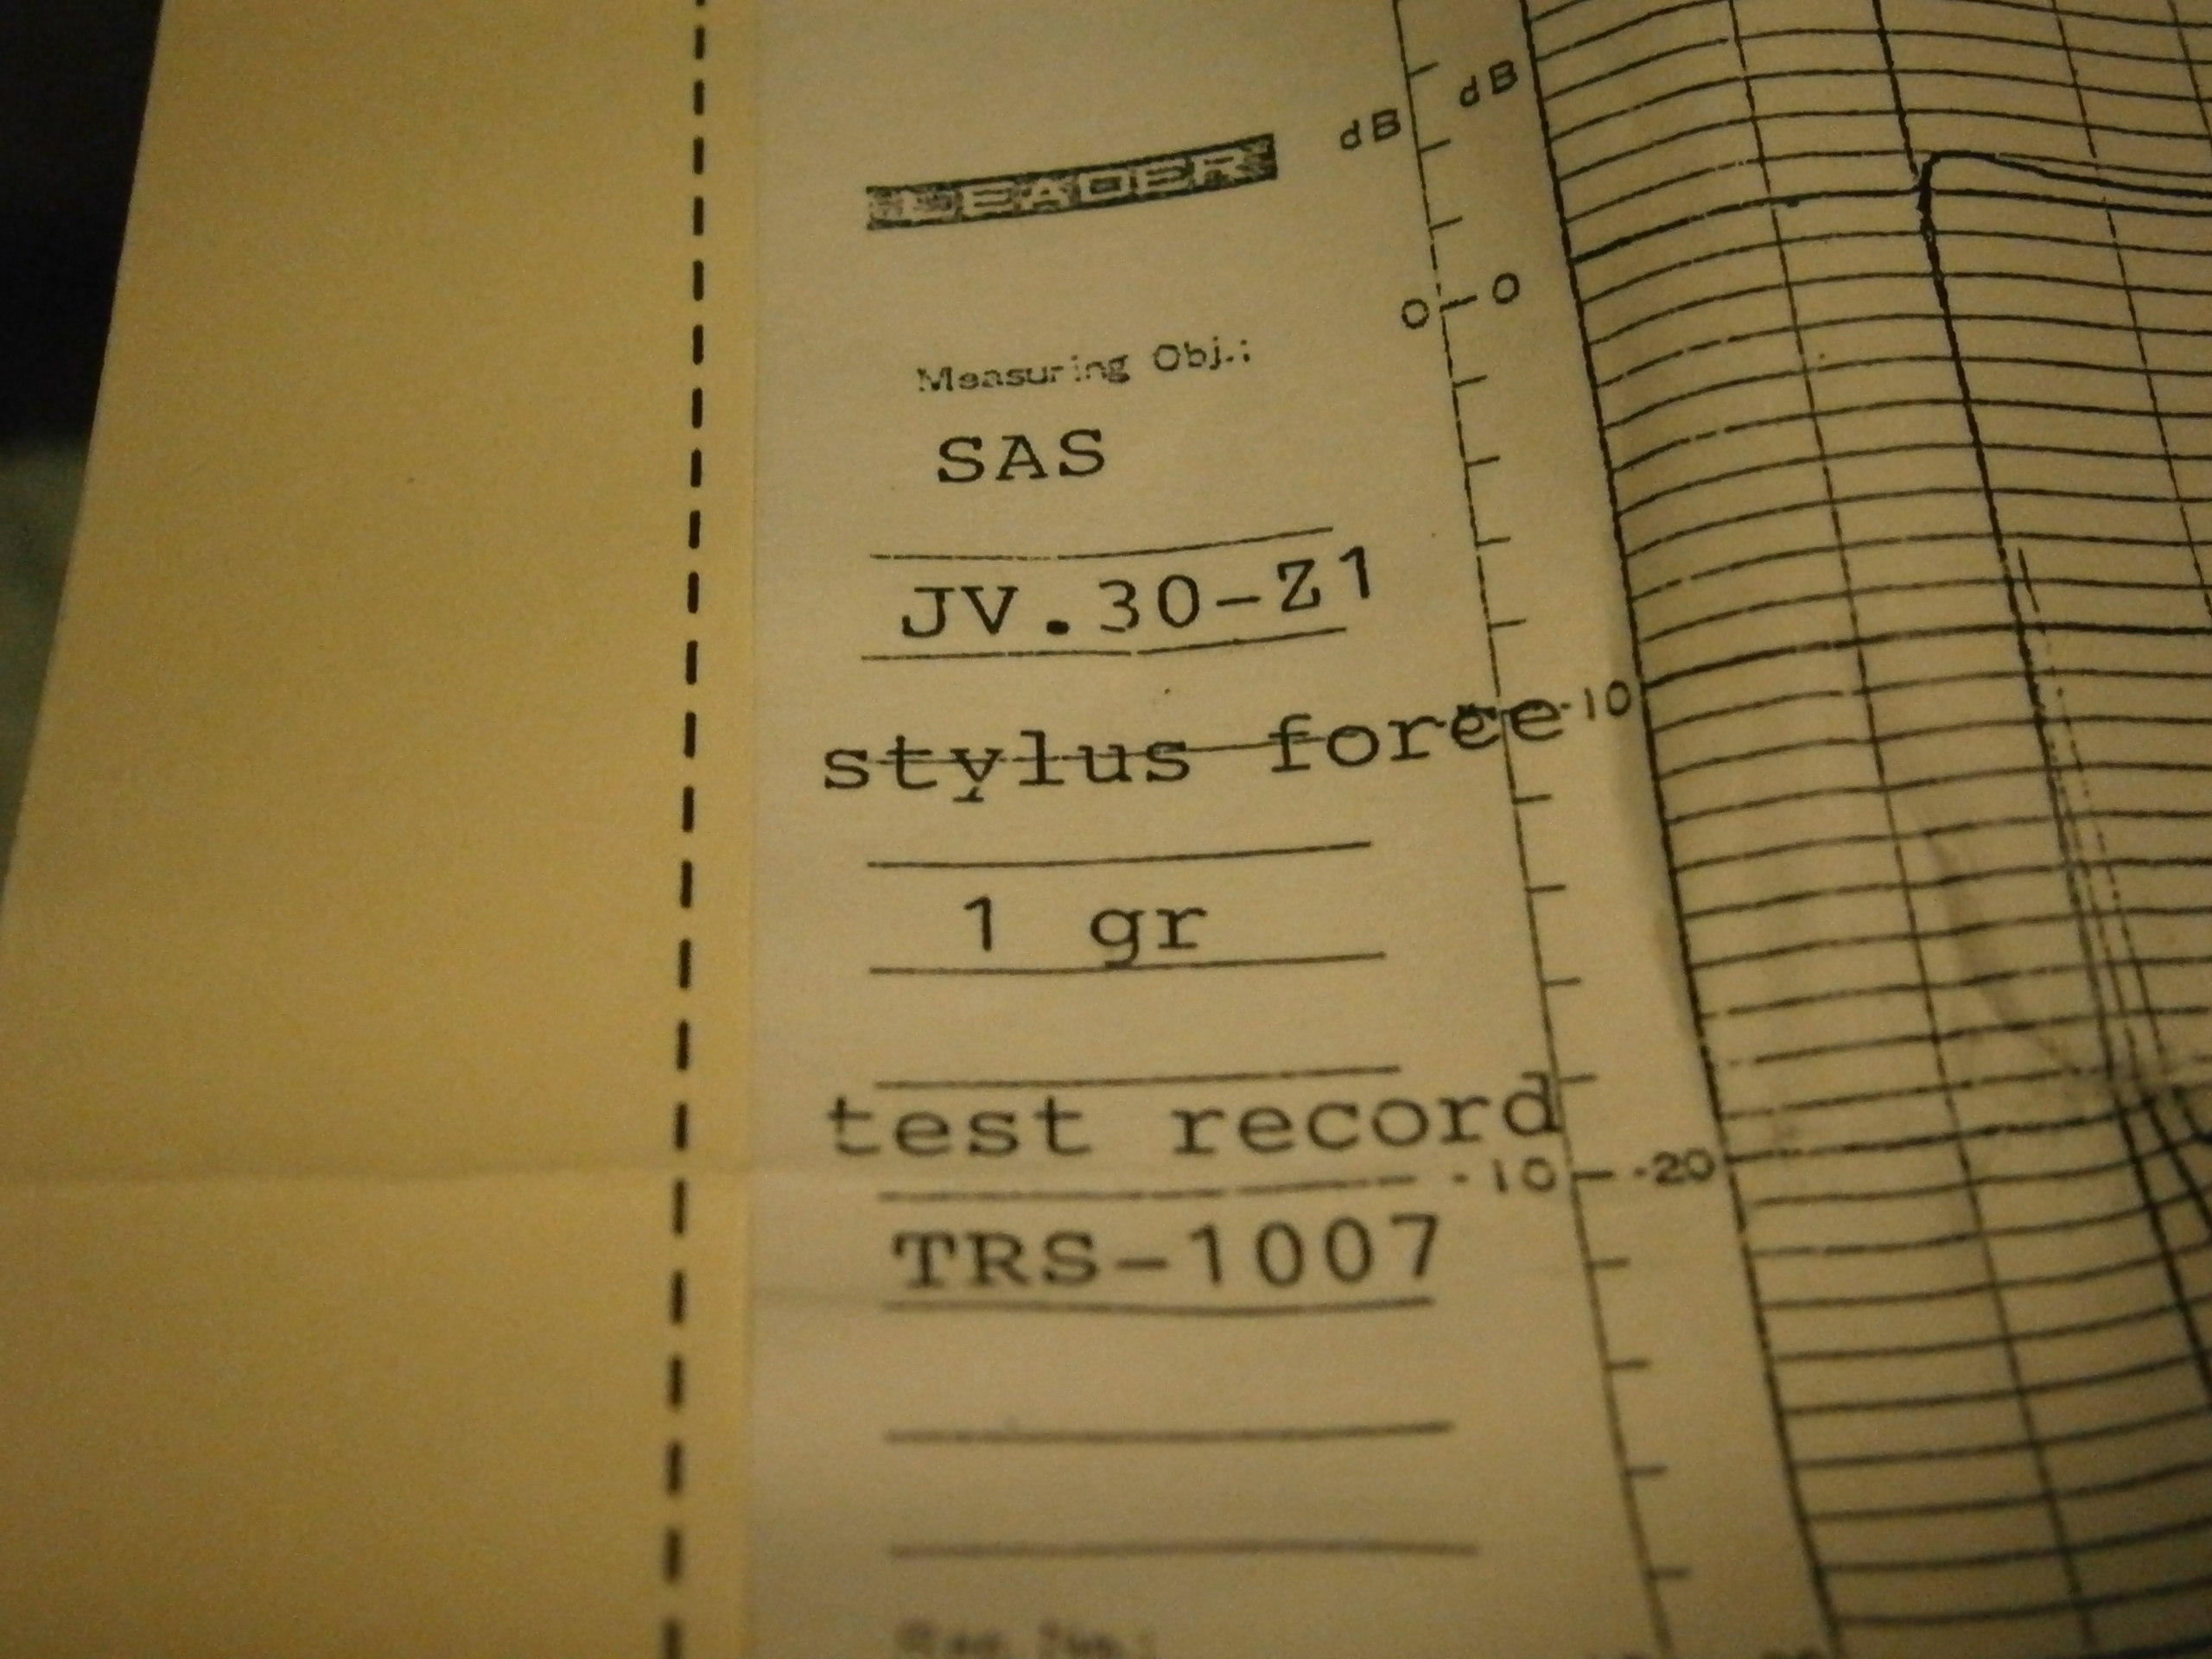 LEADER
dB dB
0 0
Measuring Obj.:
SAS
JV.30-Z1
stylus force
-10
1 gr
test record
-10 -20
TRS-1007